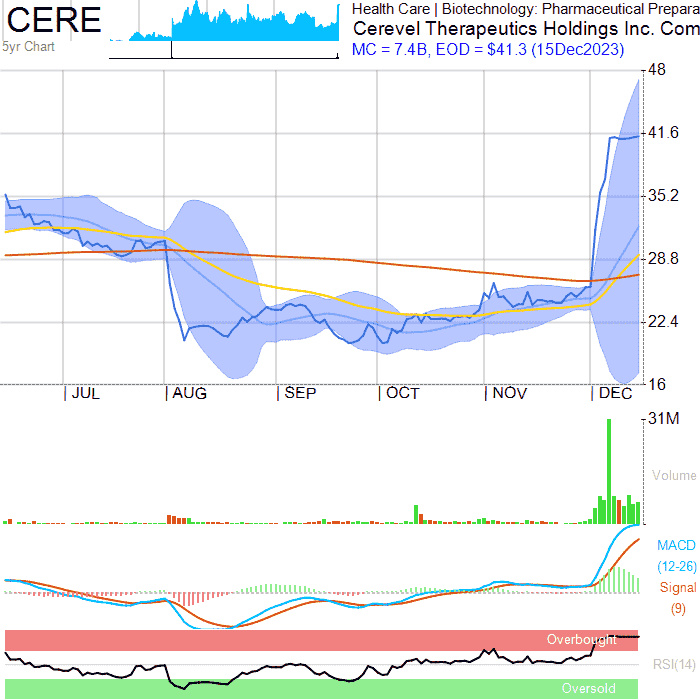 CERE
5yr Chart
Health Care | Biotechnology: Pharmaceutical Prepara
Cerevel Therapeutics Holdings Inc. Com
MC = 7.4B, EOD = $41.3 (15Dec2023)
48
41.6
35.2
28.8
22.4
16
JUL
AUG
SEP
OCT
NOV
DEC
31M
Volume
MACD
(12-26)
Signal
(9)
Overbought
RSI(14)
Oversold